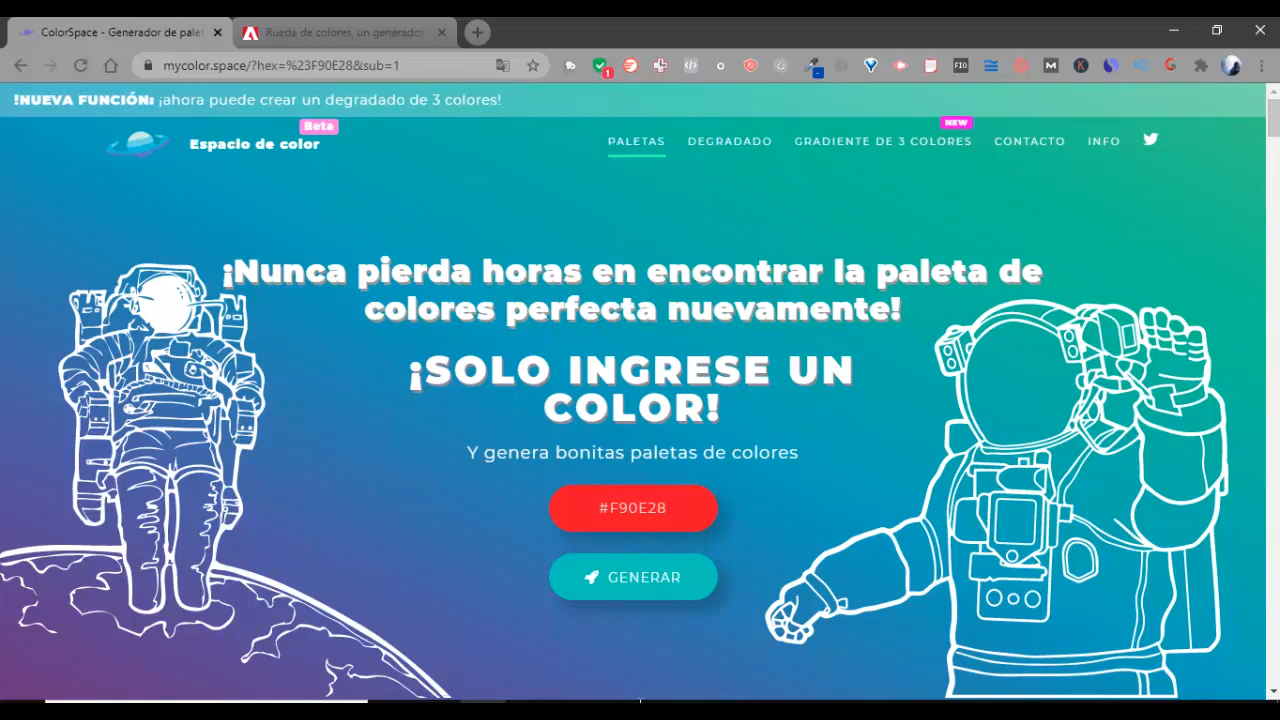 ColorSpace - Generador de palet
Rueda de colores, un generador
mycolor.space/?hex=%23F90E28&sub=1
!NUEVA FUNCIÓN: ¡ahora puede crear un degradado de 3 colores!
Espacio de color
Beta
PALETAS
DEGRADADO
GRADIENTE DE 3 COLORES
NEW
CONTACTO
INFO
¡Nunca pierda horas en encontrar la paleta de
colores perfecta nuevamente!
¡SOLO INGRESE UN
COLOR!
Y genera bonitas paletas de colores
#F90E28
GENERAR